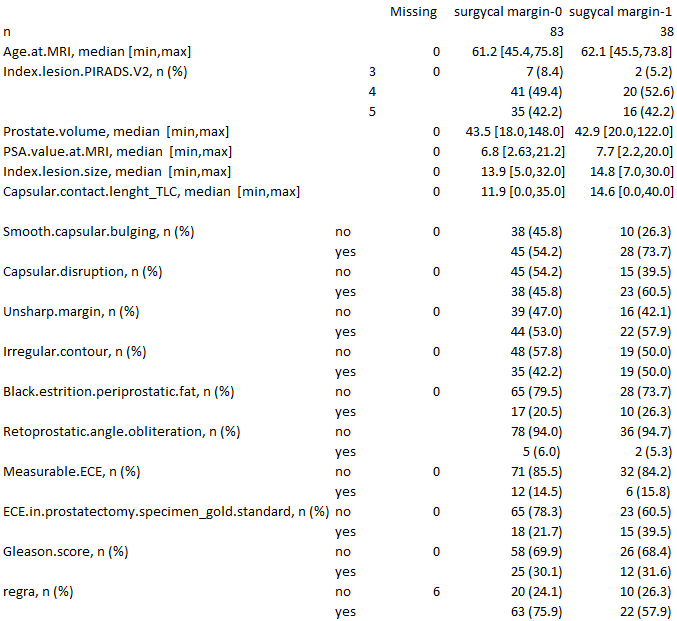 Missing surgycal margin-0 sugycal margin-1
n 83 38
Age.at.MRI, median [min,max] 0 61.2 [45.4,75.8] 62.1 [45.5,73.8]
Index.lesion.PIRADS.V2, n (%) 3 0 7 (8.4) 2 (5.2)
4 41 (49.4) 20 (52.6)
5 35 (42.2) 16 (42.2)
Prostate.volume, median [min,max] 0 43.5 [18.0,148.0] 42.9 [20.0,122.0]
PSA.value.at.MRI, median [min,max] 0 6.8 [2.63,21.2] 7.7 [2.2,20.0]
Index.lesion.size, median [min,max] 0 13.9 [5.0,32.0] 14.8 [7.0,30.0]
Capsular.contact.lenght_TLC, median [min,max] 0 11.9 [0.0,35.0] 14.6 [0.0,40.0]
Smooth.capsular.bulging, n (%) no 0 38 (45.8) 10 (26.3)
yes 45 (54.2) 28 (73.7)
Capsular.disruption, n (%) no 0 45 (54.2) 15 (39.5)
yes 38 (45.8) 23 (60.5)
Unsharp.margin, n (%) no 0 39 (47.0) 16 (42.1)
yes 44 (53.0) 22 (57.9)
Irregular.contour, n (%) no 0 48 (57.8) 19 (50.0)
yes 35 (42.2) 19 (50.0)
Black.estrition.periprostatic.fat, n (%) no 0 65 (79.5) 28 (73.7)
yes 17 (20.5) 10 (26.3)
Retoprostatic.angle.obliteration, n (%) no 78 (94.0) 36 (94.7)
yes 5 (6.0) 2 (5.3)
Measurable.ECE, n (%) no 0 71 (85.5) 32 (84.2)
yes 12 (14.5) 6 (15.8)
ECE.in.prostatectomy.specimen_gold.standard, n (%) no 0 65 (78.3) 23 (60.5)
yes 18 (21.7) 15 (39.5)
Gleason.score, n (%) no 0 58 (69.9) 26 (68.4)
yes 25 (30.1) 12 (31.6)
regra, n (%) no 6 20 (24.1) 10 (26.3)
yes 63 (75.9) 22 (57.9)